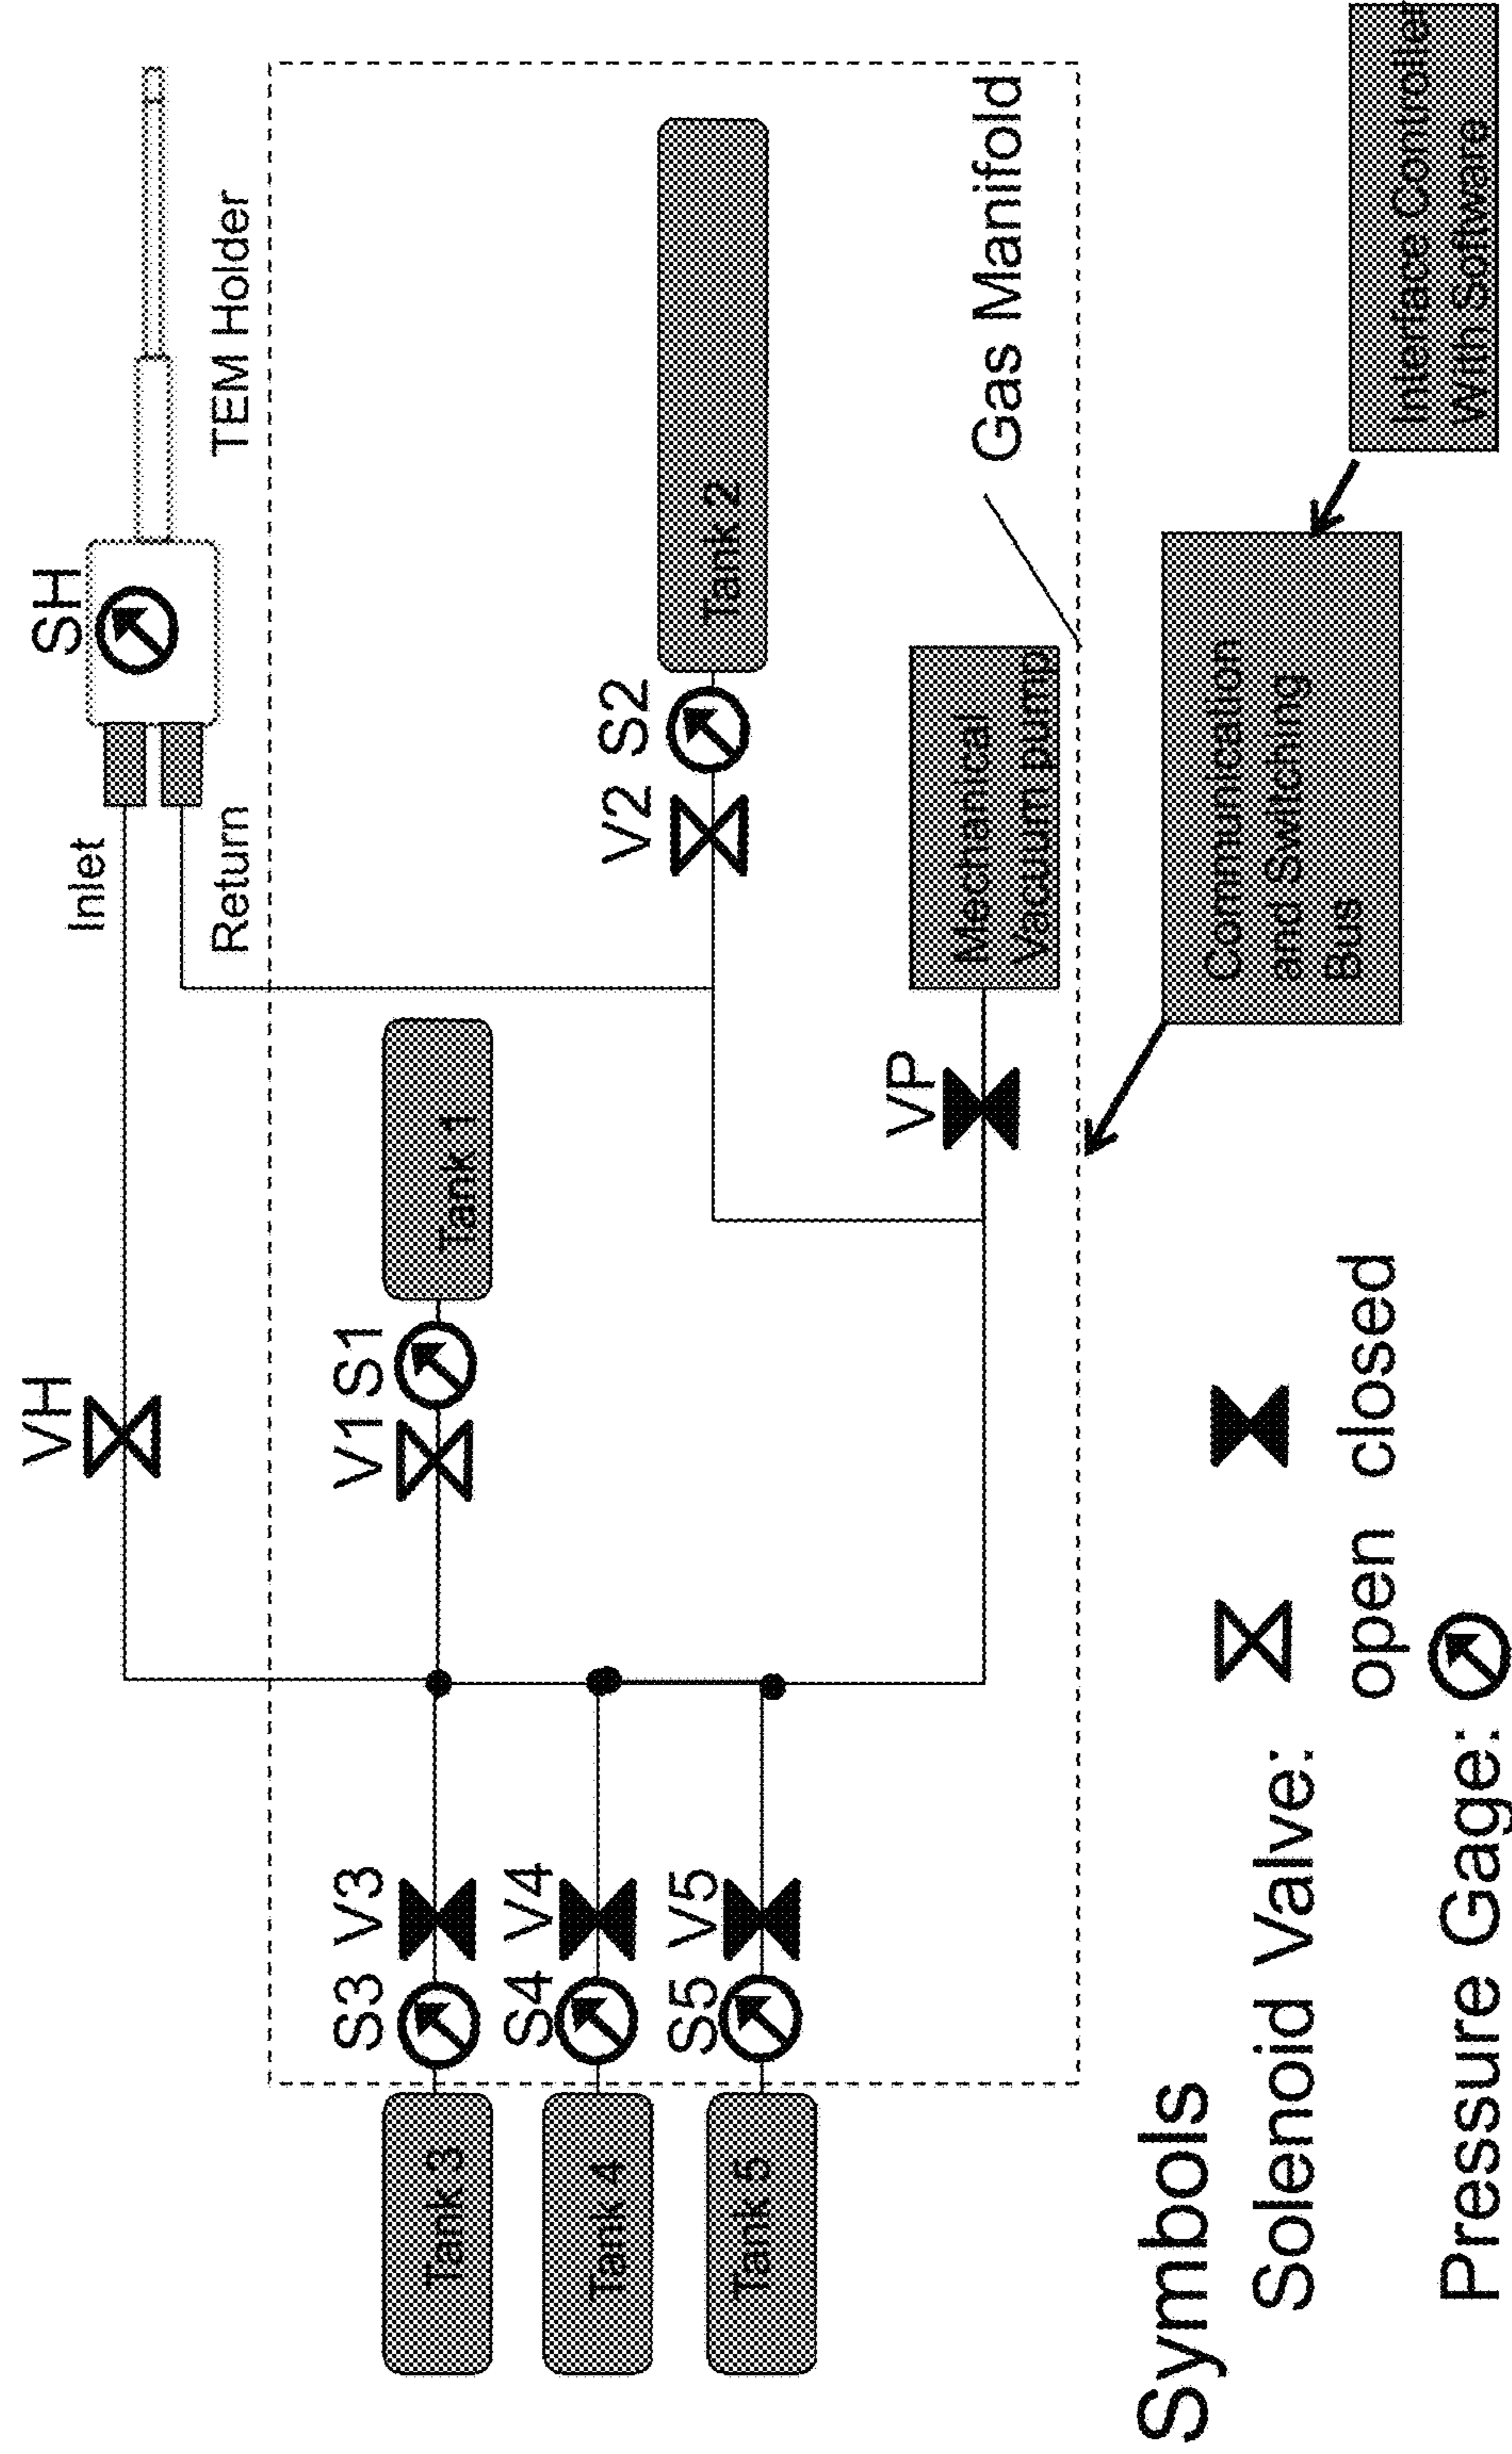 SH
VH
Inlet
Return
TEM Holder
S3 V3
V1 S1
Tank 3
Tank 1
S4 V4
V2 S2
Tank 4
Tank 2
S5 V5
Tank 5
VP
Mechanical
Vacuum pump
Gas Manifold
Symbols
Solenoid Valve:
open closed
Pressure Gage:
Communication
and Switching
Bus
Interface Controller
With Software